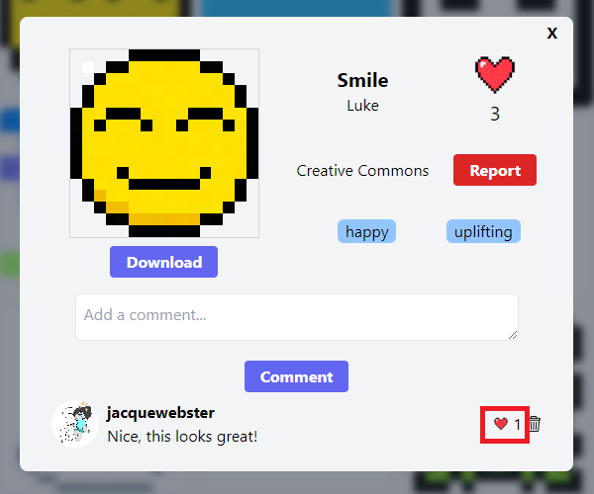 X
Smile
Luke
3
Creative Commons
Report
happy
uplifting
Download
Add a comment...
Comment
jacquewebster
Nice, this looks great!
1